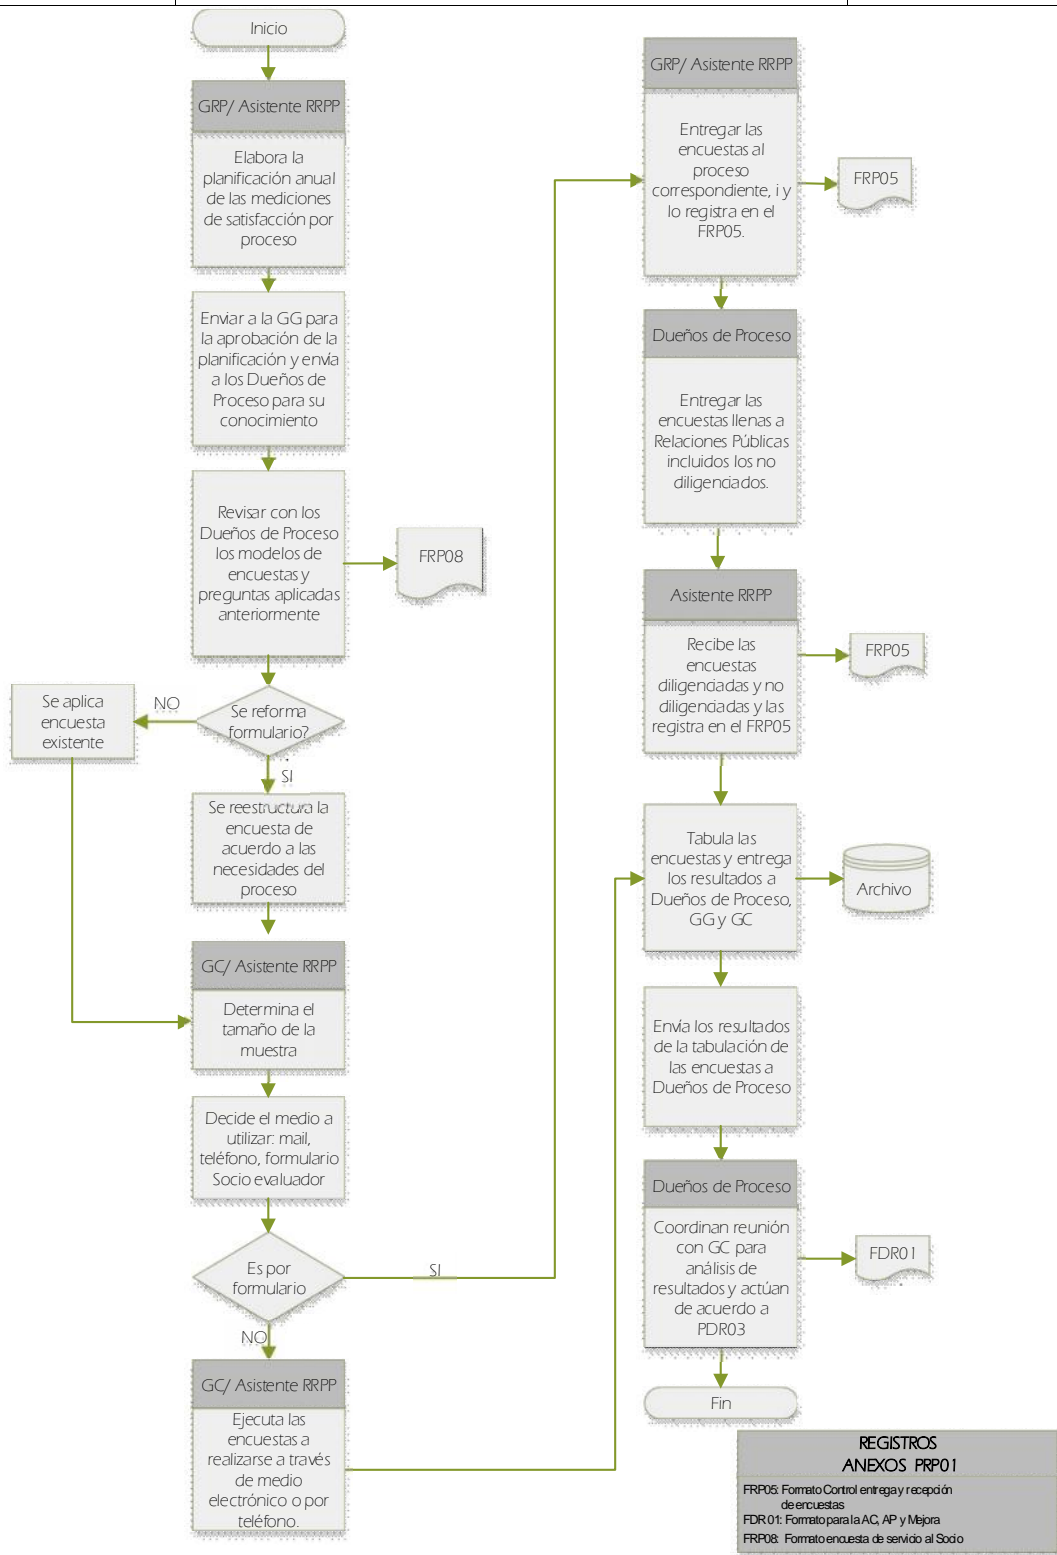 Inicio
GRP/ Asistente RRPP
Elabora la
planificación anual
de las mediciones
de satisfacción por
proceso
Enviar a la GG para
la aprobación de la
planificación y envía
a los Dueños de
Proceso para su
conocimiento
Revisar con los
Dueños de Proceso
los modelos de
encuestas y
preguntas aplicadas
anteriormente
FRP08
Se reforma
formulario?
NO
Se aplica
encuesta
existente
SI
Se reestructura la
encuesta de
acuerdo a las
necesidades del
proceso
GC/ Asistente RRPP
Determina el
tamaño de la
muestra
Decide el medio a
utilizar: mail,
teléfono, formulario
Socio evaluador
Es por
formulario
SI
NO
GC/ Asistente RRPP
Ejecuta las
encuestas a
realizarse a través
de medio
electrónico o por
teléfono.
GRP/ Asistente RRPP
Entregar las
encuestas al
proceso
correspondiente, i y
lo registra en el
FRP05.
FRP05
Dueños de Proceso
Entregar las
encuestas llenas a
Relaciones Públicas
incluidos los no
diligenciados.
Asistente RRPP
Recibe las
encuestas
diligenciadas y no
diligenciadas y las
registra en el FRP05
FRP05
Tabula las
encuestas y entrega
los resultados a
Dueños de Proceso,
GG y GC
Archivo
Envía los resultados
de la tabulación de
las encuestas a
Dueños de Proceso
Dueños de Proceso
Coordinan reunión
con GC para
análisis de
resultados y actúan
de acuerdo a
PDR03
FDR01
Fin
REGISTROS
ANEXOS PRP01
FRP05: Formato Control entrega y recepción
de encuestas
FDR 01: Formato para la AC, AP y Mejora
FRP08: Formato encuesta de servicio al Socio